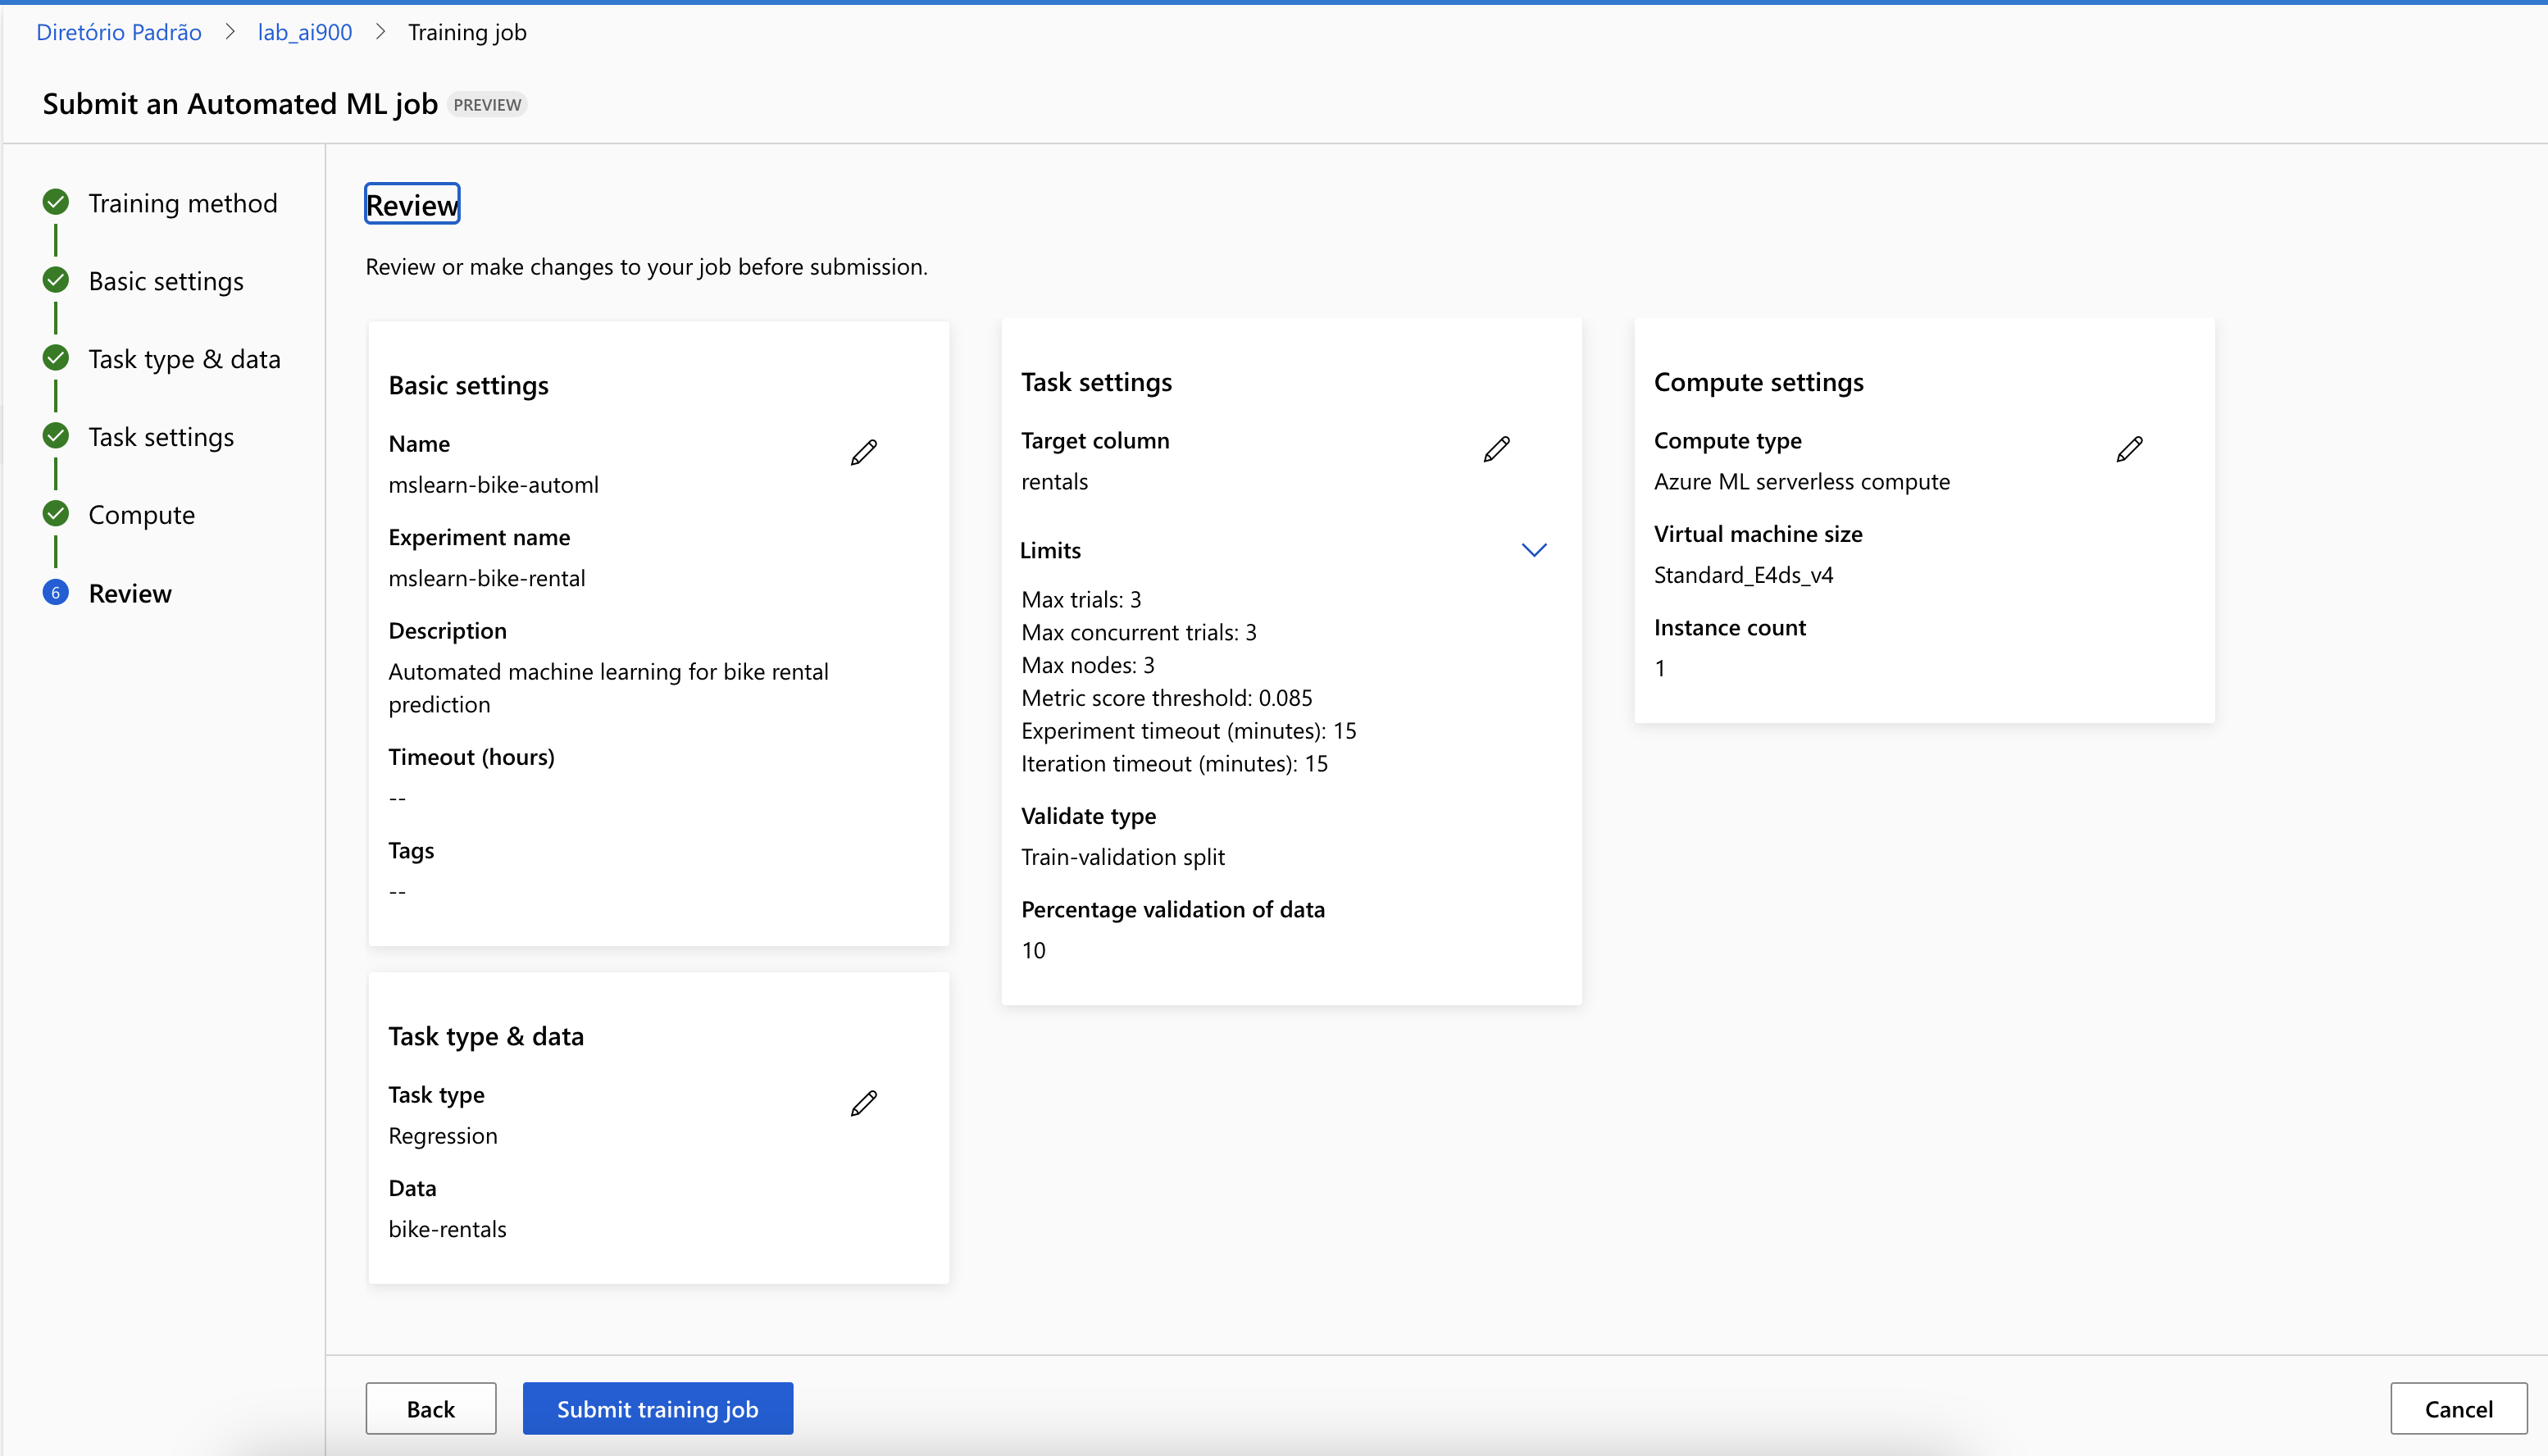 Diretório Padrão > lab_ai900 > Training job
Submit an Automated ML job PREVIEW
Training method
Basic settings
Task type & data
Task settings
Compute
6 Review
Review
Review or make changes to your job before submission.
Basic settings
Name
mslearn-bike-automl
Experiment name
mslearn-bike-rental
Description
Automated machine learning for bike rental
prediction
Timeout (hours)
--
Tags
--
Task type & data
Task type
Regression
Data
bike-rentals
Task settings
Target column
rentals
Limits
Max trials: 3
Max concurrent trials: 3
Max nodes: 3
Metric score threshold: 0.085
Experiment timeout (minutes): 15
Iteration timeout (minutes): 15
Validate type
Train-validation split
Percentage validation of data
10
Compute settings
Compute type
Azure ML serverless compute
Virtual machine size
Standard_E4ds_v4
Instance count
1
Back
Submit training job
Cancel